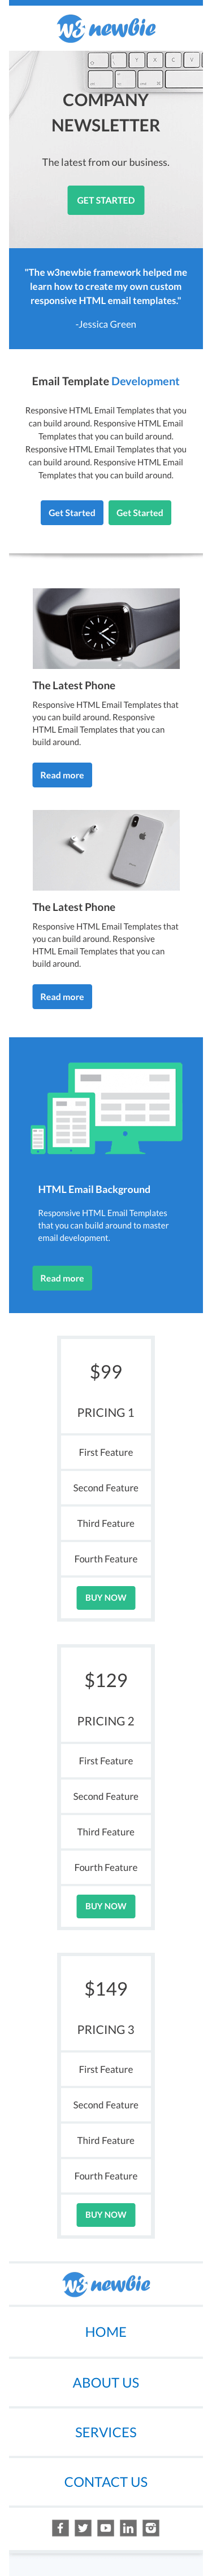 W3 newbie
COMPANY
NEWSLETTER
The latest from our business.
GET STARTED
"The w3newbie framework helped me
learn how to create my own custom
responsive HTML email templates."
-Jessica Green
Email Template Development
Responsive HTML Email Templates that you
can build around. Responsive HTML Email
Templates that you can build around.
Responsive HTML Email Templates that you
can build around. Responsive HTML Email
Templates that you can build around.
Get Started Get Started
The Latest Phone
Responsive HTML Email Templates that
you can build around. Responsive
HTML Email Templates that you can
build around.
Read more
The Latest Phone
Responsive HTML Email Templates that
you can build around. Responsive
HTML Email Templates that you can
build around.
Read more
HTML Email Background
Responsive HTML Email Templates
that you can build around to master
email development.
Read more
$99
PRICING 1
First Feature
Second Feature
Third Feature
Fourth Feature
BUY NOW
$129
PRICING 2
First Feature
Second Feature
Third Feature
Fourth Feature
BUY NOW
$149
PRICING 3
First Feature
Second Feature
Third Feature
Fourth Feature
BUY NOW
W3 newbie
HOME
ABOUT US
SERVICES
CONTACT US